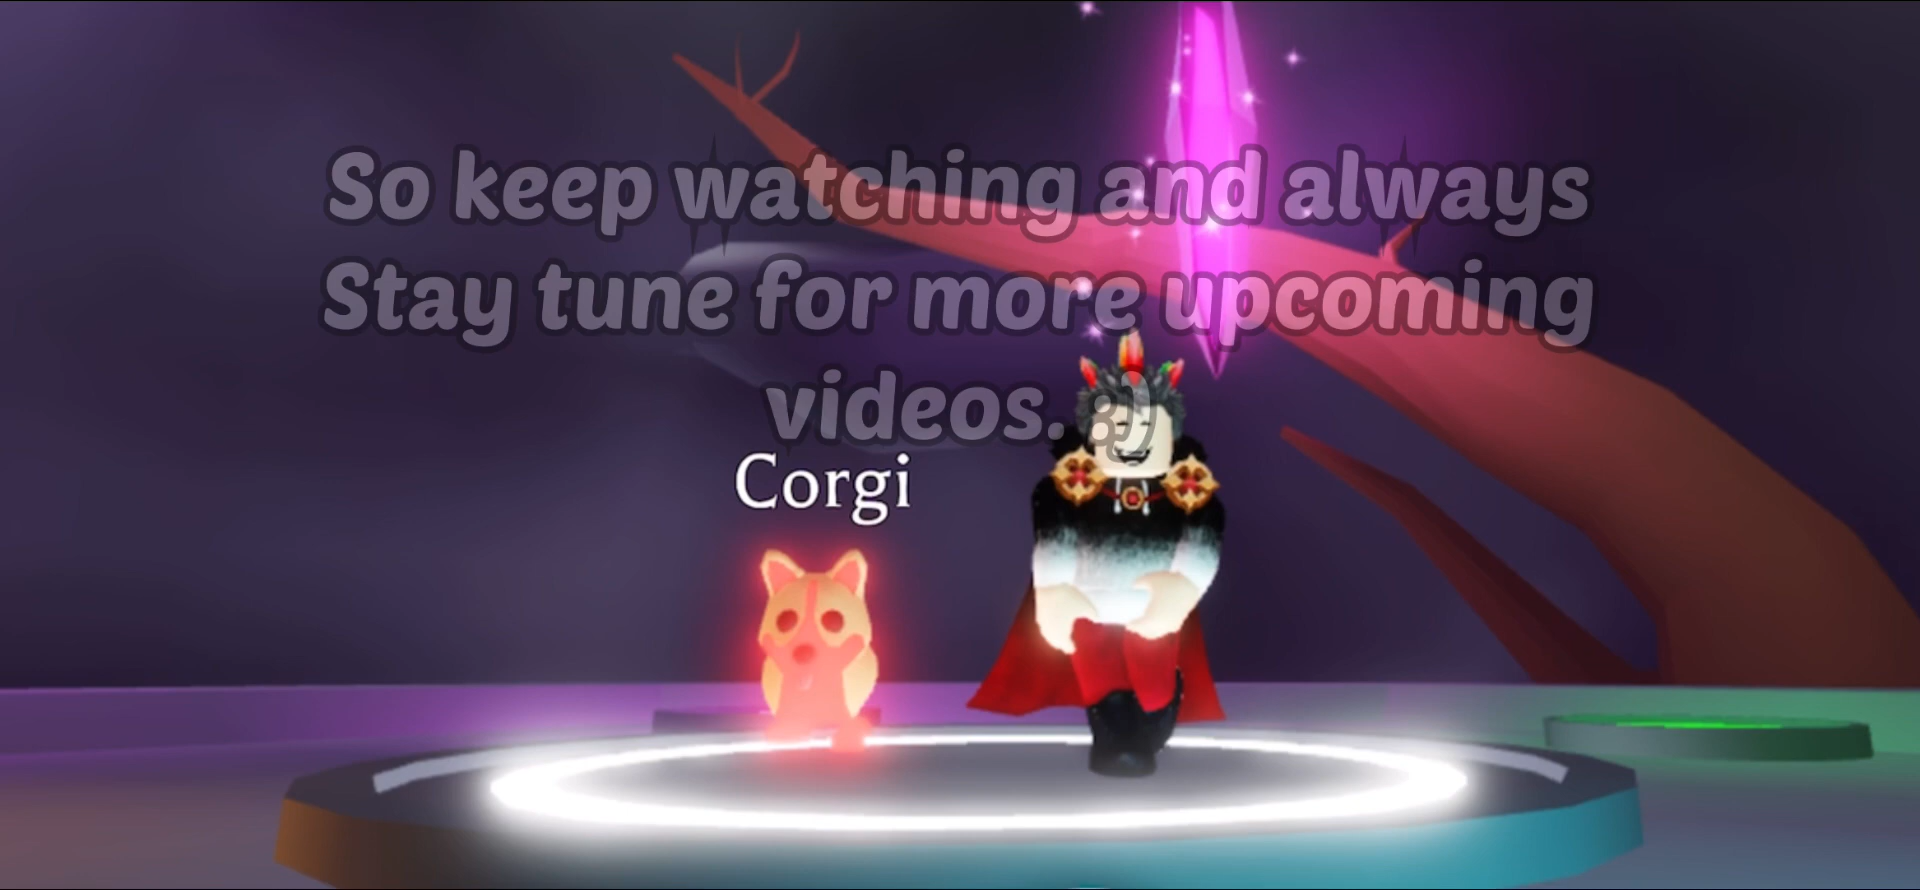 So keep watching and always
Stay tune for more upcoming
videos. :)
Corgi